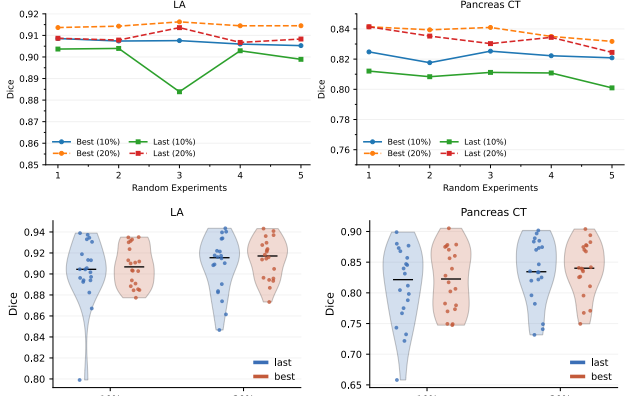 LA
Pancreas CT
0.92
0.91
0.90
0.89
0.88
0.87
0.86
0.85
Dice
Best (10%)
Best (20%)
Last (10%)
Last (20%)
1 2 3 4 5
Random Experiments
0.84
0.82
0.80
0.78
0.76
Dice
Best (10%)
Best (20%)
Last (10%)
Last (20%)
1 2 3 4 5
Random Experiments
LA
Pancreas CT
0.94
0.92
0.90
0.88
0.86
0.84
0.82
0.80
Dice
last
best
0.90
0.85
0.80
0.75
0.70
0.65
Dice
last
best